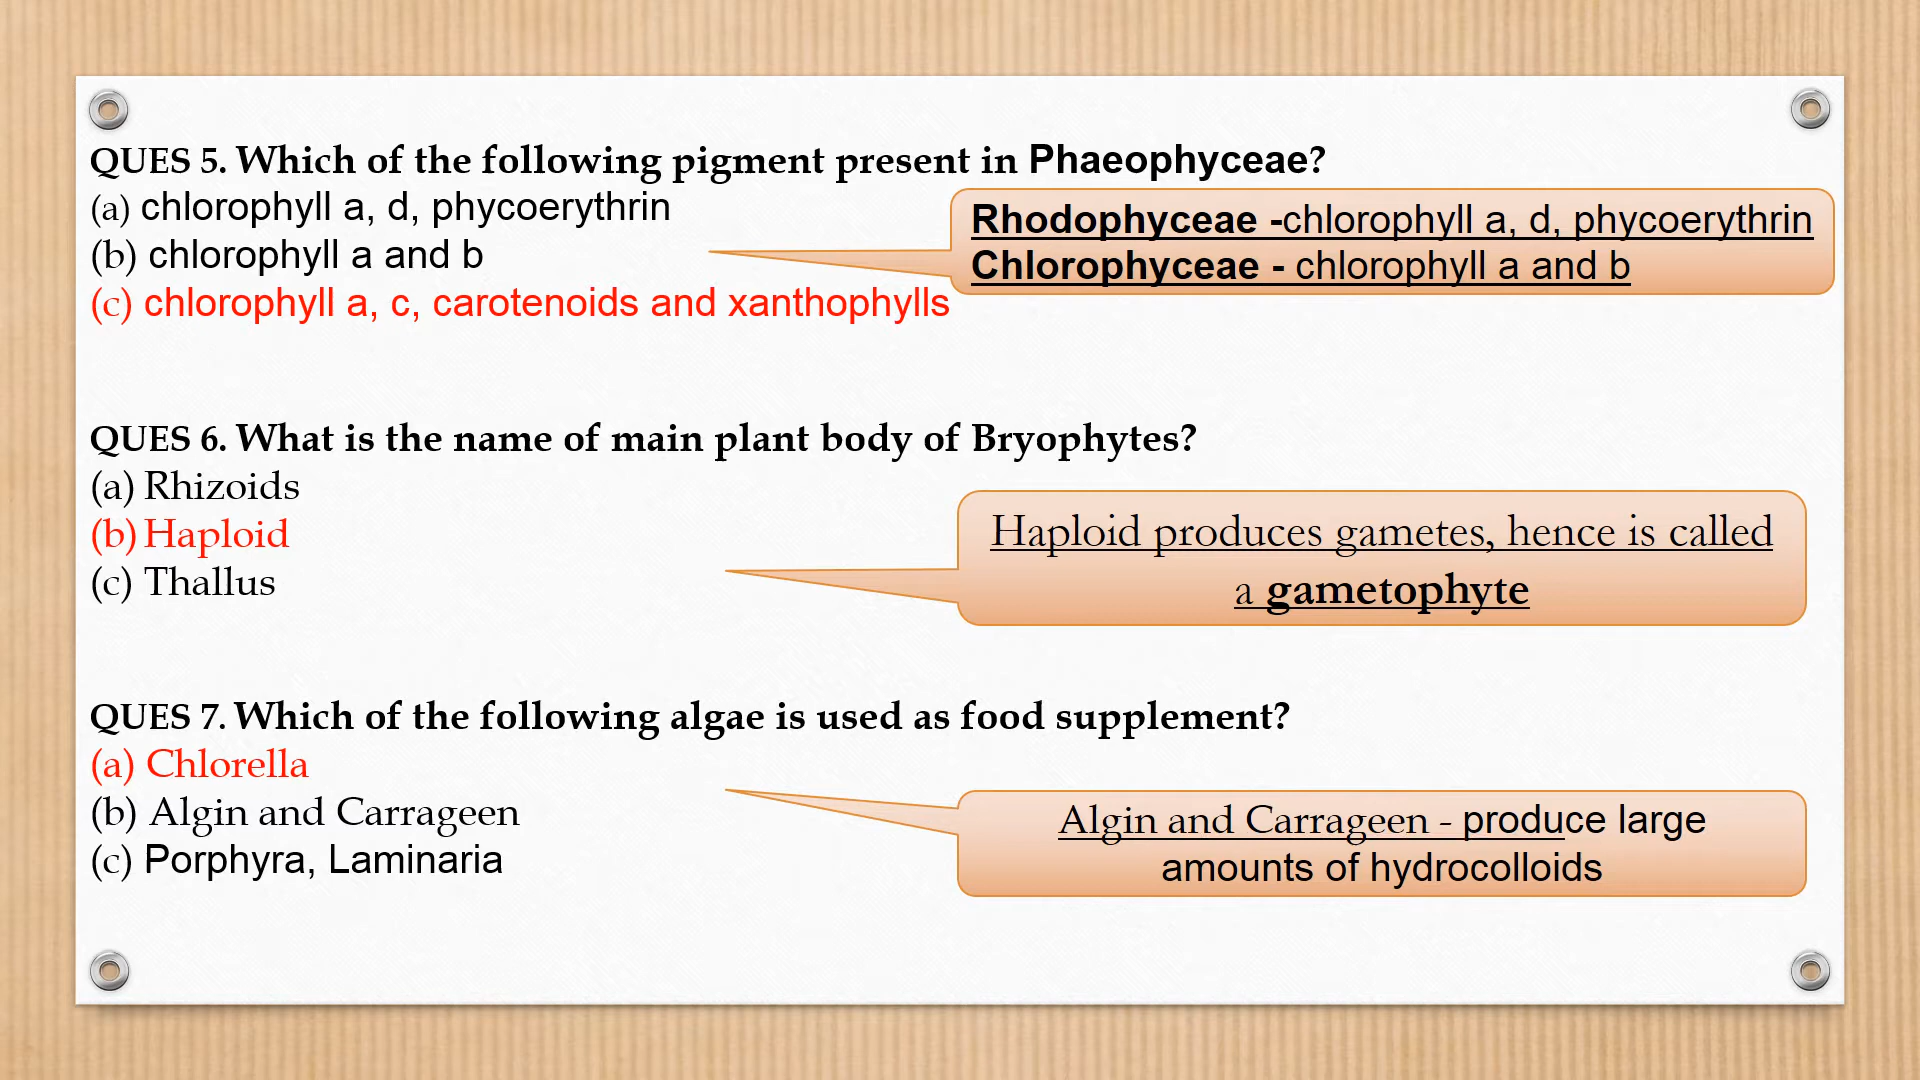 QUES 5. Which of the following pigment present in Phaeophyceae?
(a) chlorophyll a, d, phycoerythrin
(b) chlorophyll a and b
(c) chlorophyll a, c, carotenoids and xanthophylls
Rhodophyceae -chlorophyll a, d, phycoerythrin
Chlorophyceae - chlorophyll a and b
QUES 6. What is the name of main plant body of Bryophytes?
(a) Rhizoids
(b) Haploid
(c) Thallus
Haploid produces gametes, hence is called
a gametophyte
QUES 7. Which of the following algae is used as food supplement?
(a) Chlorella
(b) Algin and Carrageen
(c) Porphyra, Laminaria
Algin and Carrageen - produce large
amounts of hydrocolloids